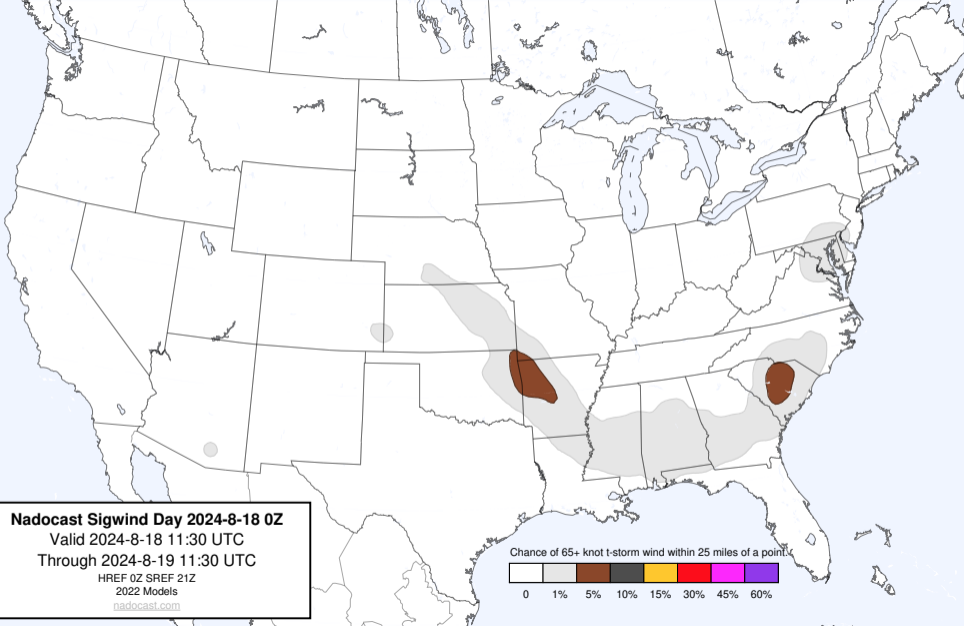 Nadocast Sigwind Day 2024-8-18 0Z
Valid 2024-8-18 11:30 UTC
Through 2024-8-19 11:30 UTC
HREF 0Z SREF 21Z
2022 Models
nadocast.com
Chance of 65+ knot t-storm wind within 25 miles of a point.
0 1% 5% 10% 15% 30% 45% 60%